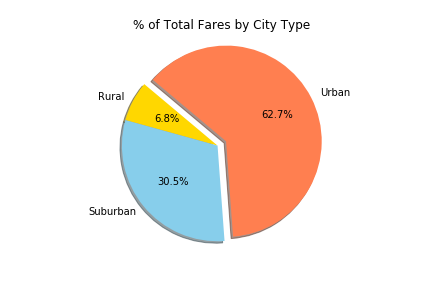 % of Total Fares by City Type
Urban
Rural
62.7%
6.8%
30.5%
Suburban